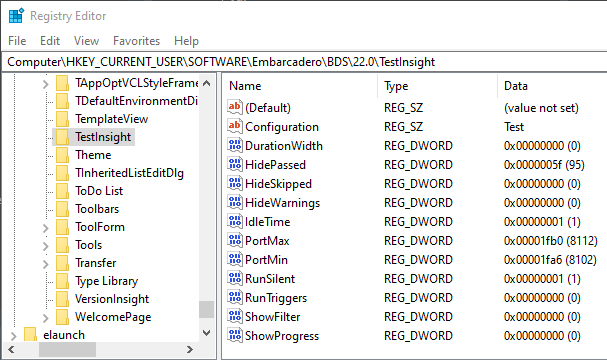 Registry Editor
File Edit View Favorites Help
Computer\HKEY_CURRENT_USER\SOFTWARE\Embarcadero\BDS\22.0\TestInsight
TAppOptVCLStyleFrame
TDefaultEnvironmentDi
TemplateView
TestInsight
Theme
TInheritedListEditDlg
ToDo List
Toolbars
ToolForm
Tools
Transfer
Type Library
VersionInsight
WelcomePage
elaunch
Name Type Data
(Default) REG_SZ (value not set)
Configuration REG_SZ Test
DurationWidth REG_DWORD 0x00000000 (0)
HidePassed REG_DWORD 0x0000005f (95)
HideSkipped REG_DWORD 0x00000000 (0)
HideWarnings REG_DWORD 0x00000000 (0)
IdleTime REG_DWORD 0x00000001 (1)
PortMax REG_DWORD 0x00001fb0 (8112)
PortMin REG_DWORD 0x00001fa6 (8102)
RunSilent REG_DWORD 0x00000001 (1)
RunTriggers REG_DWORD 0x00000000 (0)
ShowFilter REG_DWORD 0x00000000 (0)
ShowProgress REG_DWORD 0x00000000 (0)